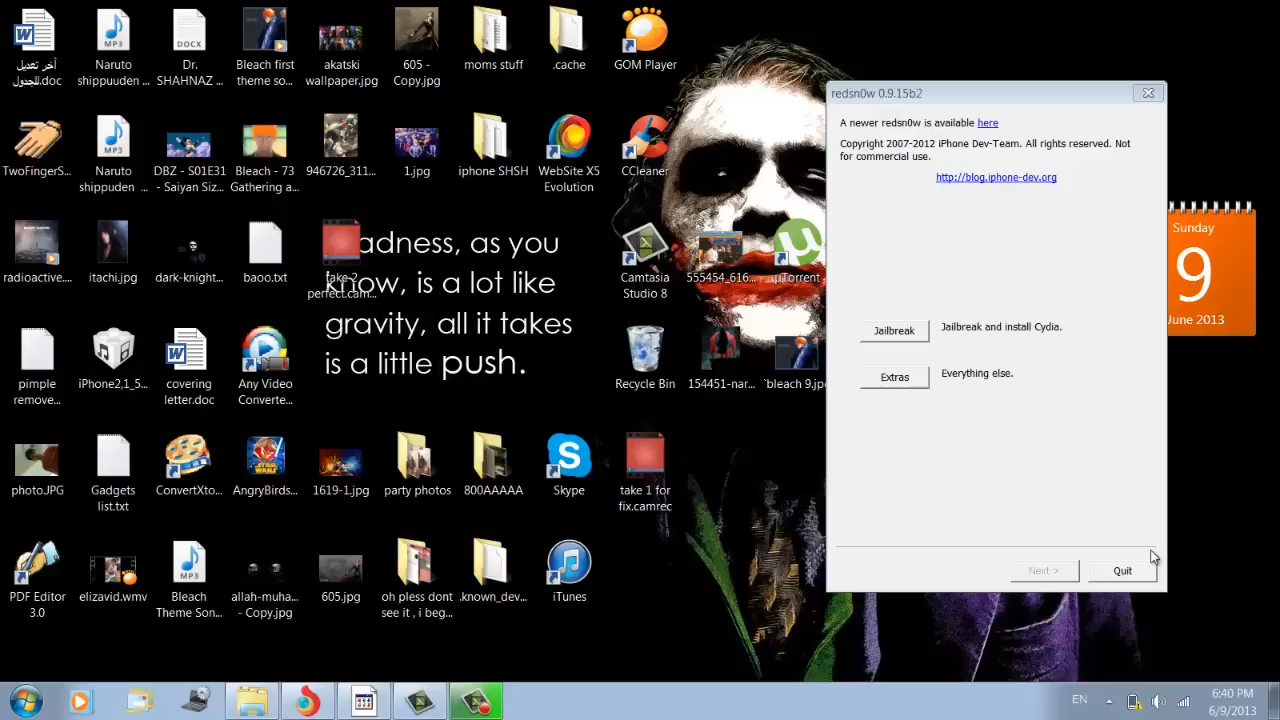 آخر تعديل
للجدول.doc
Naruto
shippuuden ...
Dr.
SHAHNAZ ...
Bleach first
theme so...
akatski
wallpaper.jpg
605 -
Copy.jpg
moms stuff
.cache
GOM Player
TwoFingerS...
Naruto
shippuden ...
DBZ - S01E31
- Saiyan Siz...
Bleach - 73
Gathering a...
946726_311...
1.jpg
iphone SHSH
WebSite X5
Evolution
CCleaner
radioactive...
itachi.jpg
dark-knight...
baoo.txt
take 2
perfect.cam...
Camtasia
Studio 8
555454_616...
µTorrent
adness, as you
know, is a lot like
gravity, all it takes
is a little push.
pimple
remove...
iPhone2,1_5...
covering
letter.doc
Any Video
Converte...
Recycle Bin
154451-nar...
`bleach 9.jpg
photo.JPG
Gadgets
list.txt
ConvertXto...
AngryBirds...
1619-1.jpg
party photos
800AAAAA
Skype
take 1 for
fix.camrec
PDF Editor
3.0
elizavid.wmv
Bleach
Theme Son...
allah-muha...
- Copy.jpg
605.jpg
oh pless dont
see it , i beg...
.known_dev...
iTunes
redsn0w 0.9.15b2
A newer redsn0w is available here
Copyright 2007-2012 iPhone Dev-Team. All rights reserved. Not
for commercial use.
http://blog.iphone-dev.org
Jailbreak
Jailbreak and install Cydia.
Extras
Everything else.
Next >
Quit
Sunday
9
June 2013
EN
6:40 PM
6/9/2013